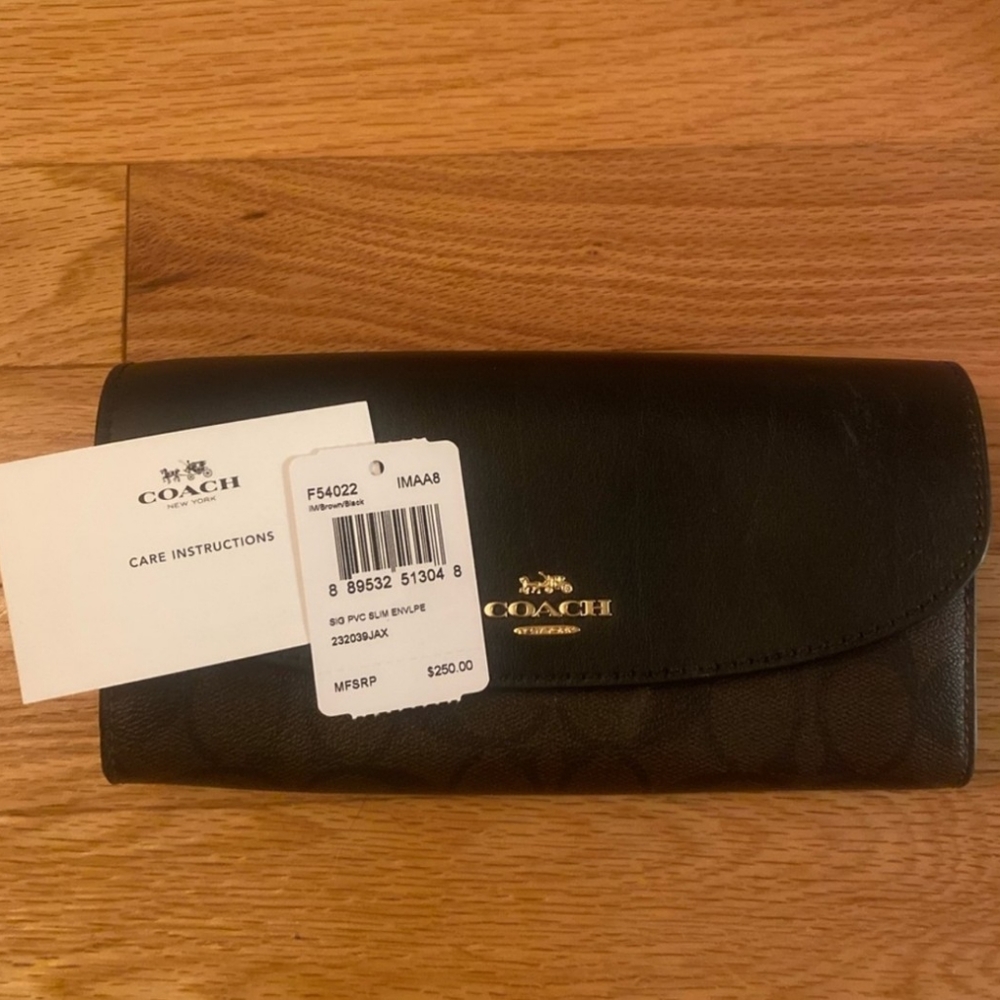 COACH
NEW YORK
CARE INSTRUCTIONS
F54022 IMAA8
IM/Brown/Black
8 89532 51304 8
SIG PVC SLIM ENVLPE
232039JAX
MFSRP $250.00
COACH